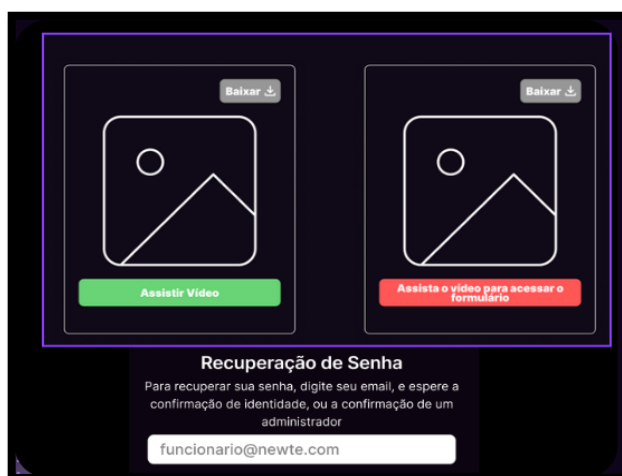 Baixar
Baixar
Assistir Vídeo
Assista o vídeo para acessar o
formulário
Recuperação de Senha
Para recuperar sua senha, digite seu email, e espere a
confirmação de identidade, ou a confirmação de um
administrador
funcionario@newte.com